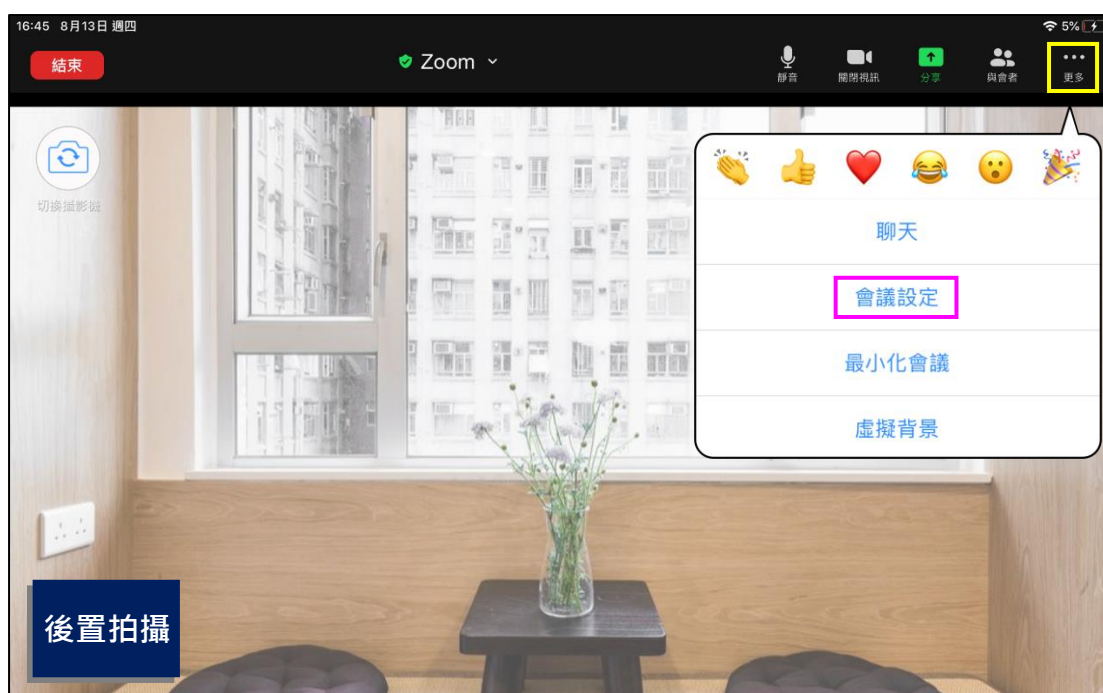 16:45 8月13日 週四
5%
結束
Zoom
靜音
關閉視訊
分享
與會者
更多
切換攝影機
聊天
會議設定
最小化會議
虛擬背景
後置拍攝